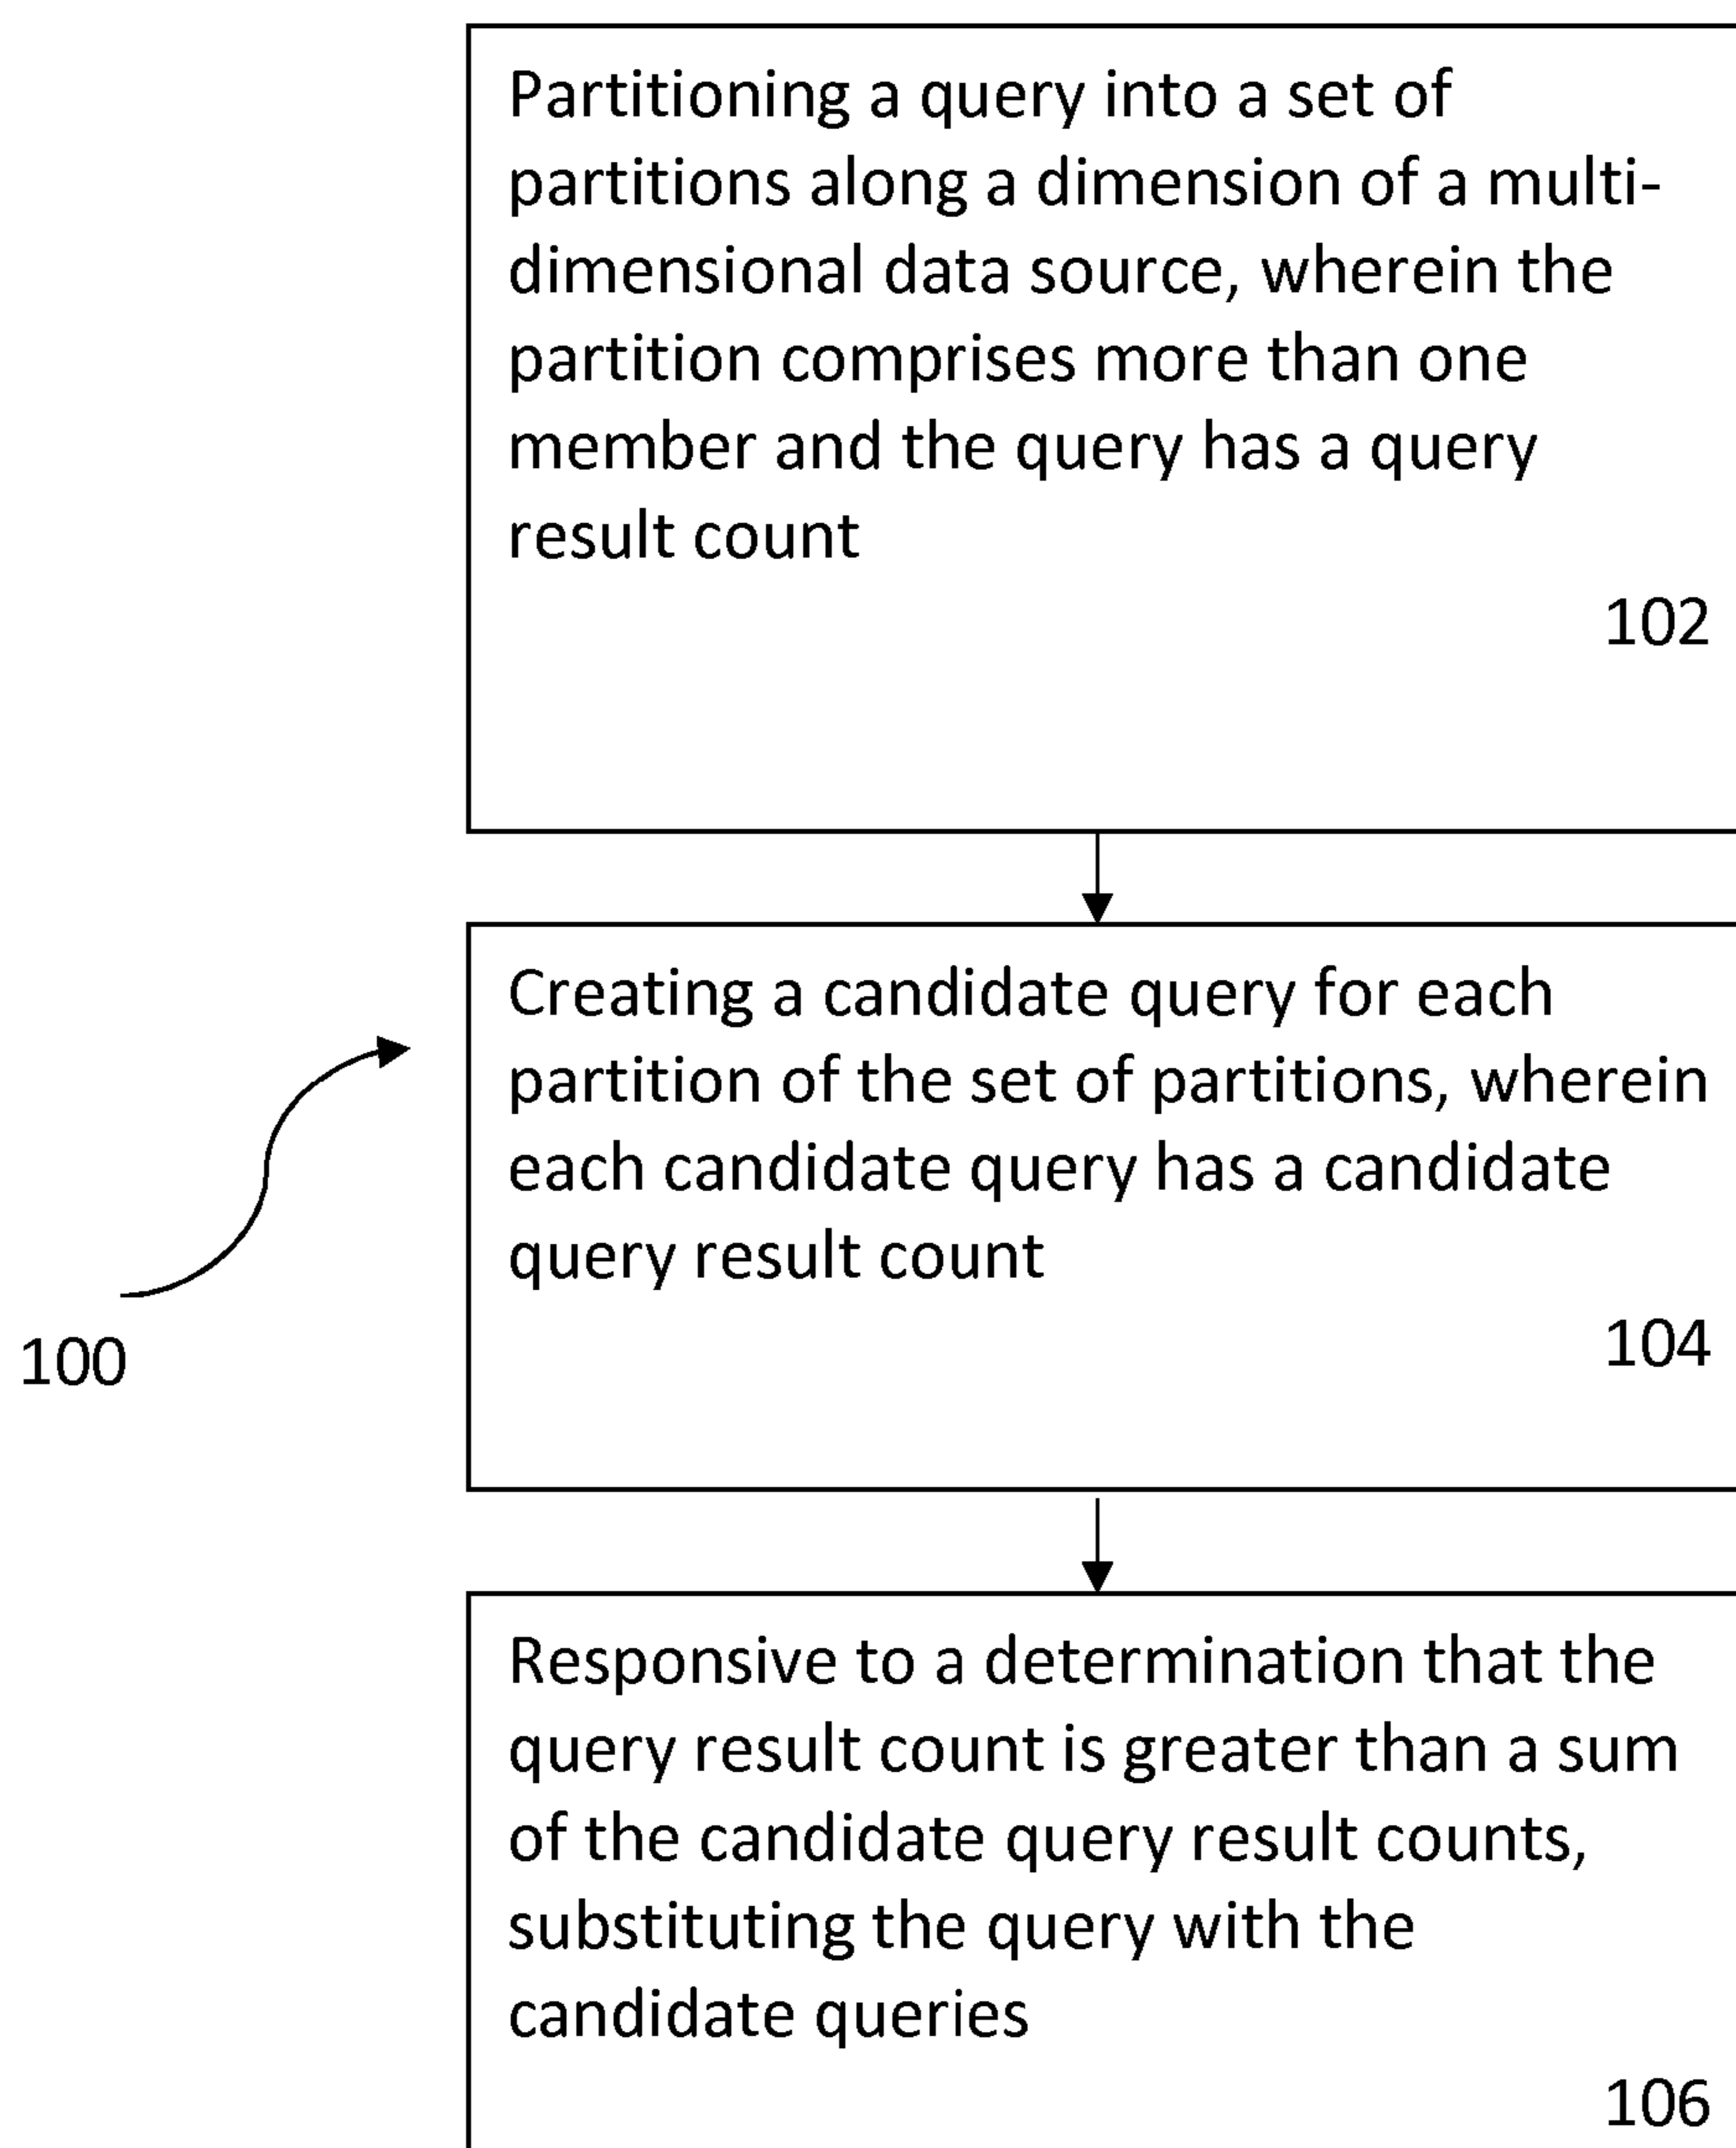 Partitioning a query into a set of
partitions along a dimension of a multi-
dimensional data source, wherein the
partition comprises more than one
member and the query has a query
result count
102
Creating a candidate query for each
partition of the set of partitions, wherein
each candidate query has a candidate
query result count
104
100
Responsive to a determination that the
query result count is greater than a sum
of the candidate query result counts,
substituting the query with the
candidate queries
106